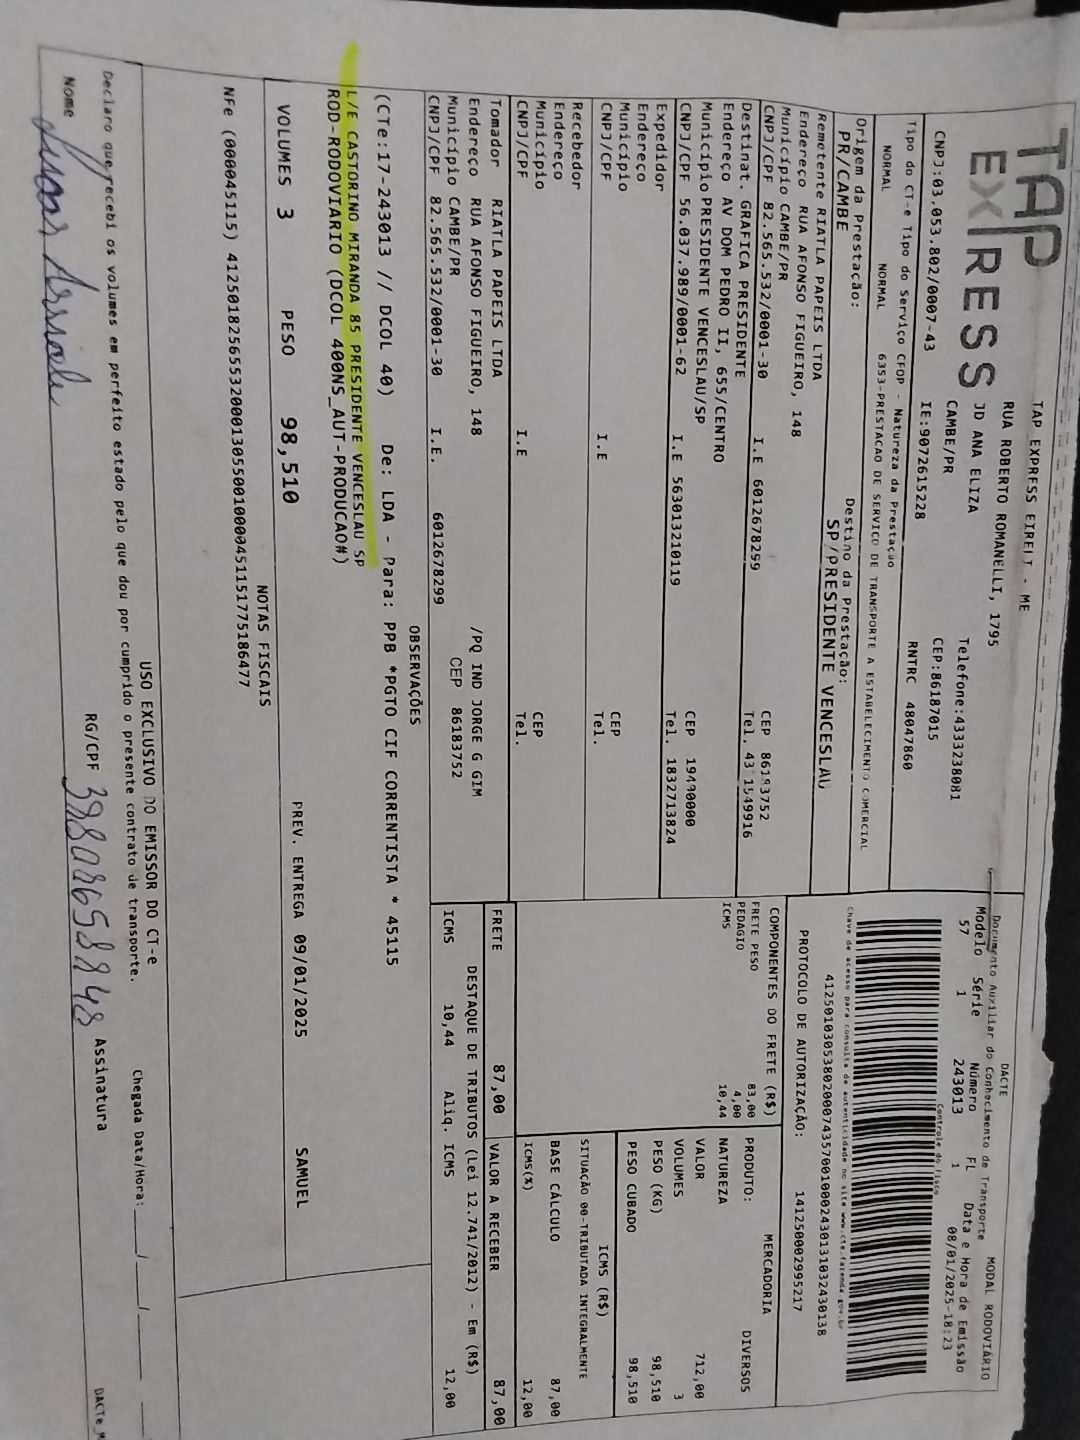 TAP
EXPRESS
TAP EXPRESS EIRELI - ME
RUA ROBERTO ROMANELLI, 1795
JD ANA ELIZA
CAMBE/PR
Telefone:4333238081
CEP:86187015
CNPJ:03.053.802/0007-43
IE:9072615228
RNTRC 48047860
DACTE
Documento Auxiliar do Conhecimento de Transporte
MODAL RODOVIÁRIO
Modelo Série Número FL Data e Hora de Emissão
57 1 243013 1 08/01/2025-18:23
Controle do Fisco
Chave de acesso para consulta de autenticidade no site www.cte.fazenda.gov.br
PROTOCOLO DE AUTORIZAÇÃO: 141250002995217
Tipo do CT-e Tipo do Serviço CFOP - Natureza da Prestação
NORMAL NORMAL 6353-PRESTACAO DE SERVICO DE TRANSPORTE A ESTABELECIMENTO COMERCIAL
Origem da Prestação: Destino da Prestação:
PR/CAMBE SP/PRESIDENTE VENCESLAU
Remetente RIATLA PAPEIS LTDA
Endereço RUA AFONSO FIGUEIRO, 148
Município CAMBE/PR CEP 86183752
CNPJ/CPF 82.565.532/0001-30 I.E 6012678299 Tel.
Destinat. GRAFICA PRESIDENTE
Endereço AV DOM PEDRO II, 655/CENTRO
Município PRESIDENTE VENCESLAU/SP CEP 19400000
CNPJ/CPF 56.037.989/0001-62 I.E 563013210119 Tel. 1832713824
Expedidor
Endereço
Município CEP
CNPJ/CPF I.E Tel.
Recebedor
Endereço
Município CEP
CNPJ/CPF I.E Tel.
Tomador RIATLA PAPEIS LTDA
Endereço RUA AFONSO FIGUEIRO, 148 /PQ IND JORGE G GIM
Município CAMBE/PR CEP 86183752
CNPJ/CPF 82.565.532/0001-30 I.E. 6012678299
COMPONENTES DO FRETE (R$)
FRETE PESO 83,00
PEDAGIO 4,00
ICMS 10,44
MERCADORIA
PRODUTO: DIVERSOS
NATUREZA
VALOR 712,00
VOLUMES 3
PESO (KG) 98,510
PESO CUBADO 98,510
ICMS (R$)
SITUAÇÃO 00-TRIBUTADA INTEGRALMENTE
BASE CÁLCULO 87,00
ICMS(%) 12,00
FRETE 87,00 VALOR A RECEBER 87,00
DESTAQUE DE TRIBUTOS (Lei 12.741/2012) - Em (R$)
ICMS 10,44 Aliq. ICMS 12,00
OBSERVAÇÕES
(CTe:17-243013 // DCOL 40) De: LDA - Para: PPB *PGTO CIF CORRENTISTA * 45115
L/E CASTORINO MIRANDA 85 PRESIDENTE VENCESLAU SP
ROD-RODOVIARIO (DCOL 400NS_AUT-PRODUCAO#)
VOLUMES 3 PESO 98,510 PREV. ENTREGA 09/01/2025 SAMUEL
NOTAS FISCAIS
NFe (000045115) 41250182565532000130550010000451151775186477
USO EXCLUSIVO DO EMISSOR DO CT-e
Declaro que recebi os volumes em perfeito estado pelo que dou por cumprido o presente contrato de transporte.
Chegada Data/Hora: ____/____/____
Nome RG/CPF Assinatura